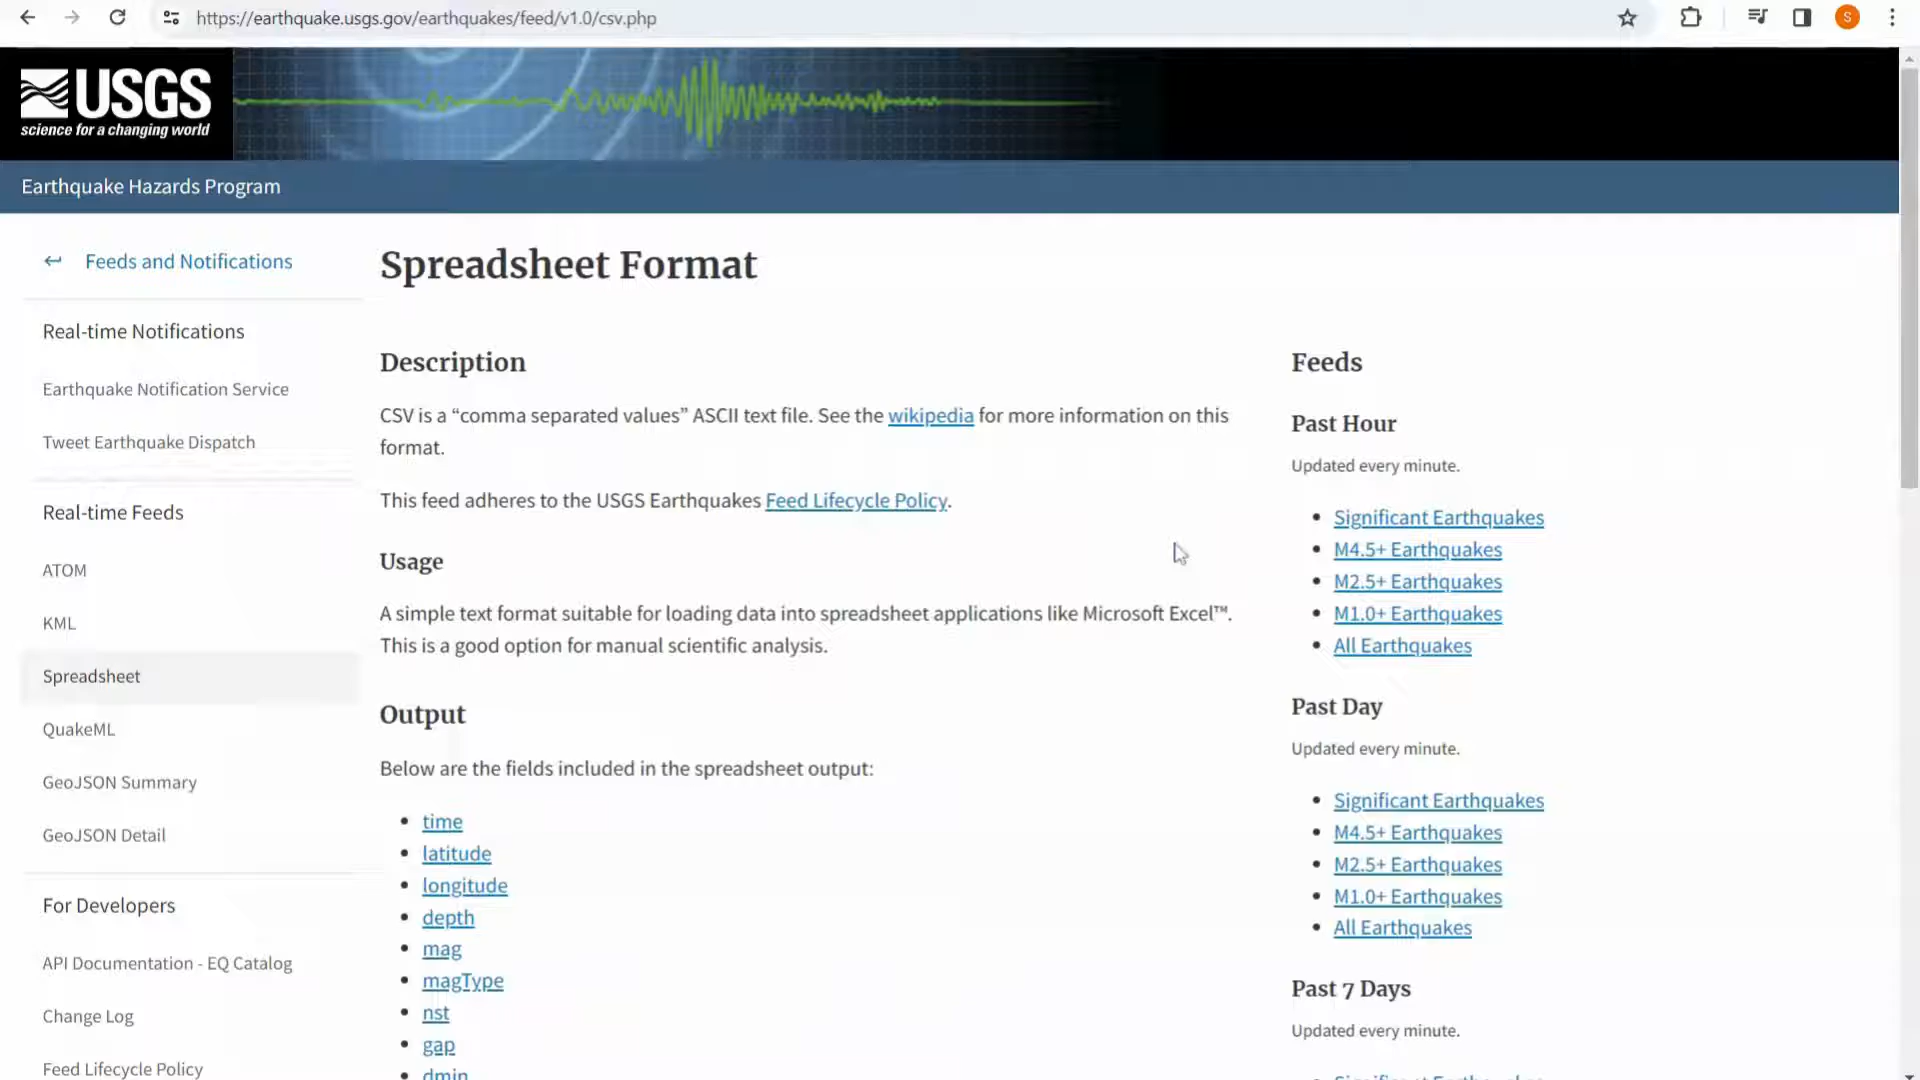 https://earthquake.usgs.gov/earthquakes/feed/v1.0/csv.php
S
USGS
science for a changing world
Earthquake Hazards Program
Feeds and Notifications
Real-time Notifications
Earthquake Notification Service
Tweet Earthquake Dispatch
Real-time Feeds
ATOM
KML
Spreadsheet
QuakeML
GeoJSON Summary
GeoJSON Detail
For Developers
API Documentation - EQ Catalog
Change Log
Feed Lifecycle Policy
Spreadsheet Format
Description
CSV is a “comma separated values” ASCII text file. See the wikipedia for more information on this
format.
This feed adheres to the USGS Earthquakes Feed Lifecycle Policy.
Usage
A simple text format suitable for loading data into spreadsheet applications like Microsoft Excel™.
This is a good option for manual scientific analysis.
Output
Below are the fields included in the spreadsheet output:
time
latitude
longitude
depth
mag
magType
nst
gap
dmin
Feeds
Past Hour
Updated every minute.
Significant Earthquakes
M4.5+ Earthquakes
M2.5+ Earthquakes
M1.0+ Earthquakes
All Earthquakes
Past Day
Updated every minute.
Significant Earthquakes
M4.5+ Earthquakes
M2.5+ Earthquakes
M1.0+ Earthquakes
All Earthquakes
Past 7 Days
Updated every minute.
Significant Earthquakes